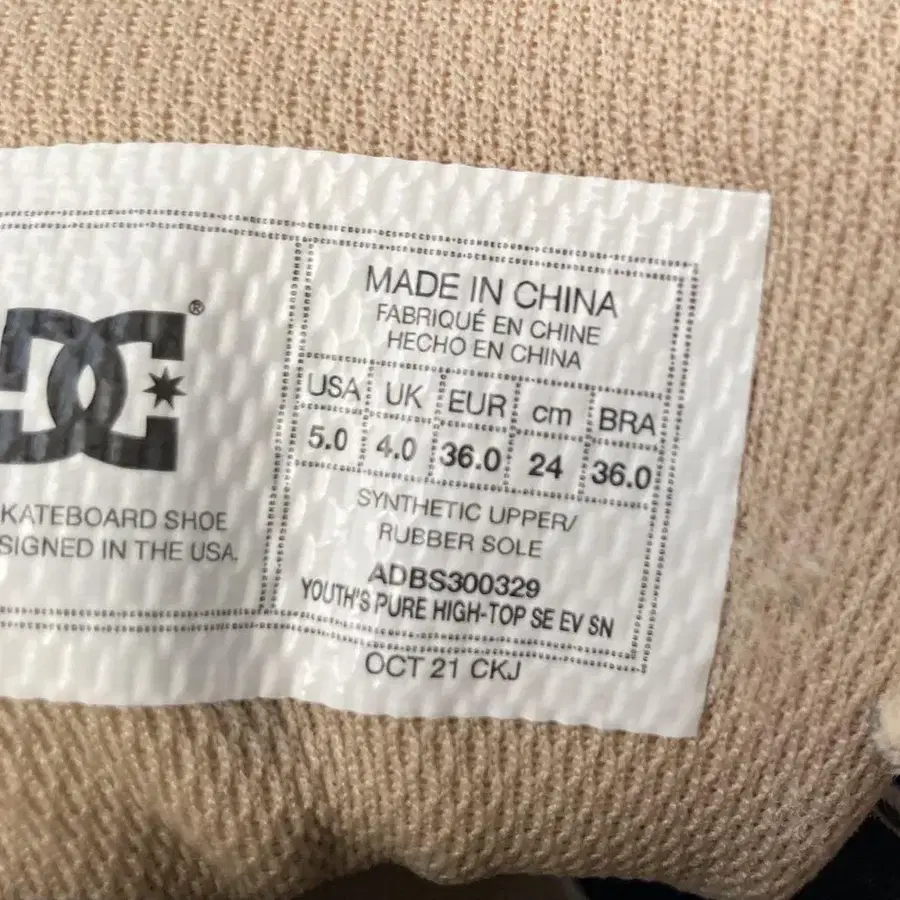 MADE IN CHINA
FABRIQUÉ EN CHINE
HECHO EN CHINA
USA UK EUR cm BRA
5.0 4.0 36.0 24 36.0
SYNTHETIC UPPER/
RUBBER SOLE
ADBS300329
YOUTH'S PURE HIGH-TOP SE EV SN
OCT 21 CKJ
DC®
KATEBOARD SHOE
SIGNED IN THE USA.